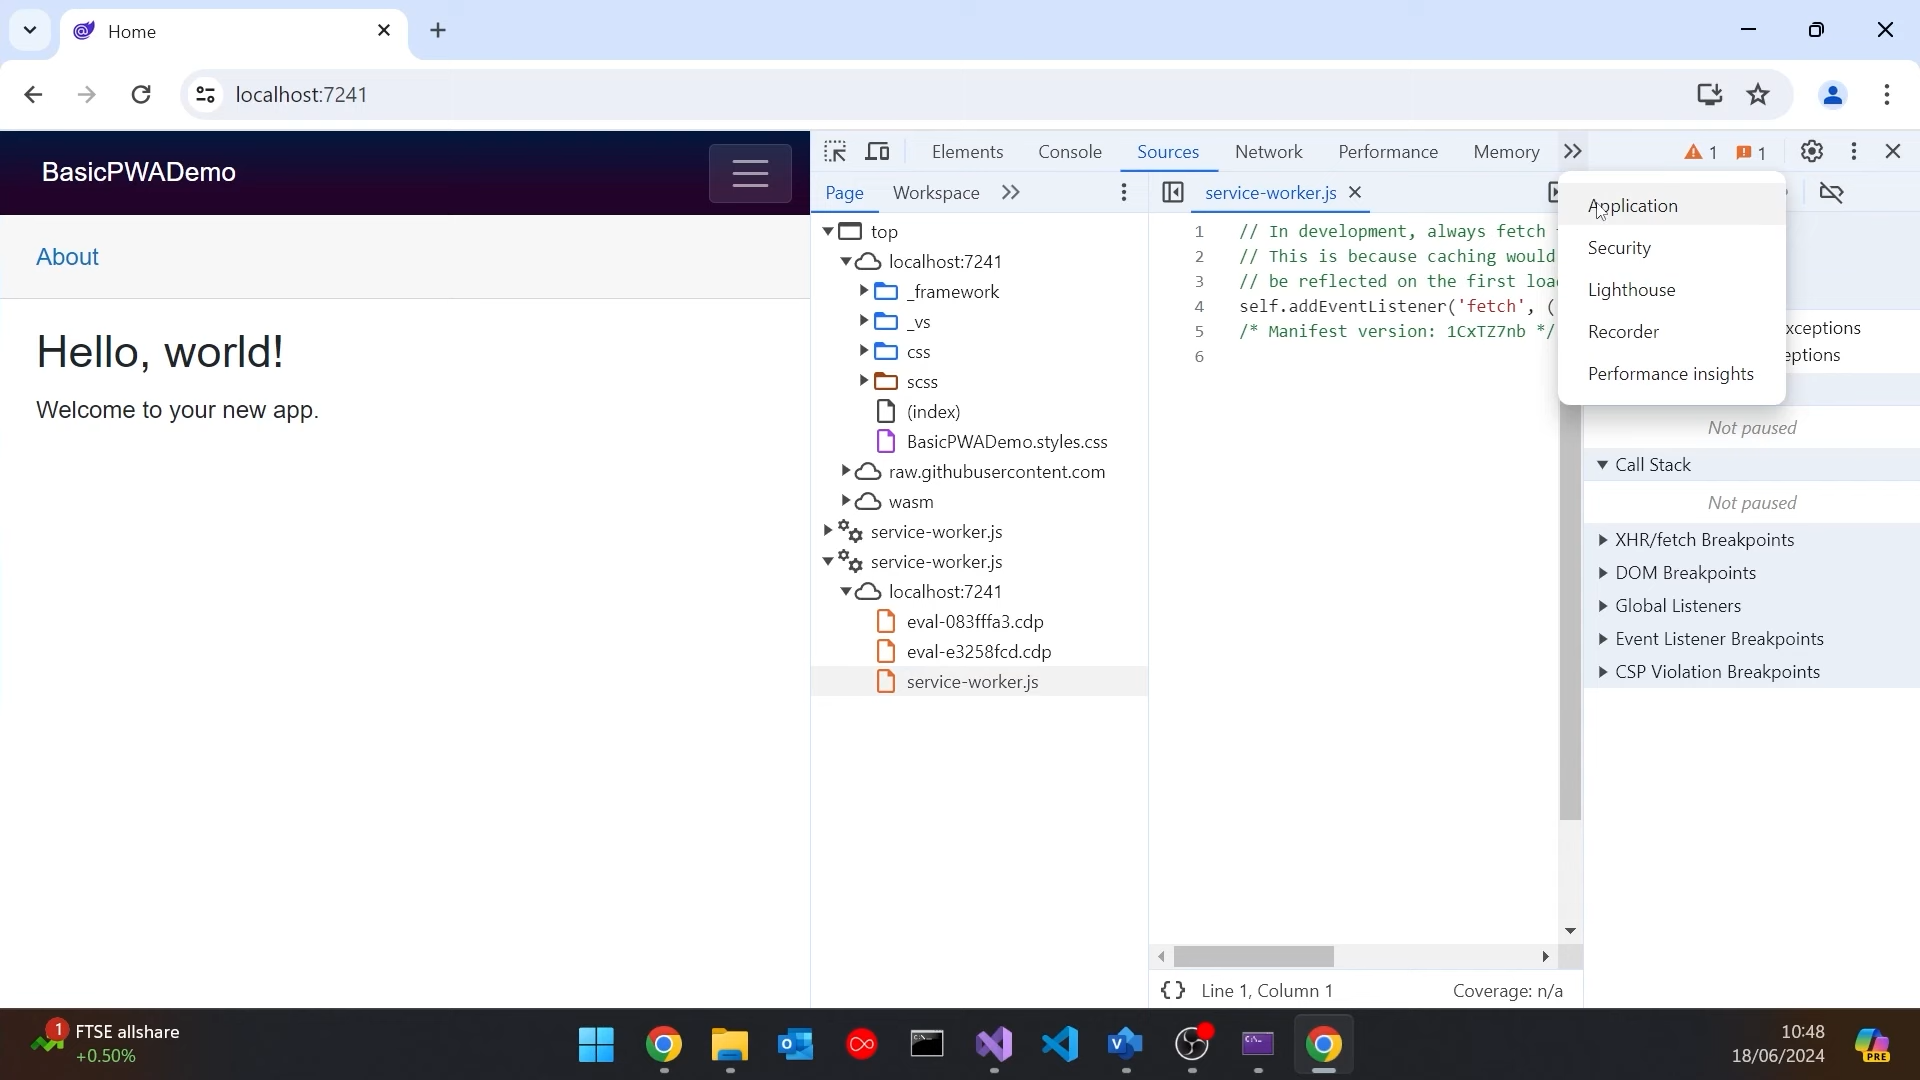 Home
localhost:7241
BasicPWADemo
About
Hello, world!
Welcome to your new app.
Elements
Console
Sources
Network
Performance
Memory
1
1
Page
Workspace
service-worker.js
top
localhost:7241
_framework
_vs
css
scss
(index)
BasicPWADemo.styles.css
raw.githubusercontent.com
wasm
service-worker.js
service-worker.js
localhost:7241
eval-083fffa3.cdp
eval-e3258fcd.cdp
service-worker.js
1 // In development, always fetch
2 // This is because caching would
3 // be reflected on the first
4 self.addEventListener('fetch', (
5 /* Manifest version: 1CxTZ7nb */
6
{} Line 1, Column 1
Coverage: n/a
Application
Security
Lighthouse
Recorder
Performance insights
Not paused
Call Stack
Not paused
XHR/fetch Breakpoints
DOM Breakpoints
Global Listeners
Event Listener Breakpoints
CSP Violation Breakpoints
1
FTSE allshare
+0.50%
10:48
18/06/2024
PRE